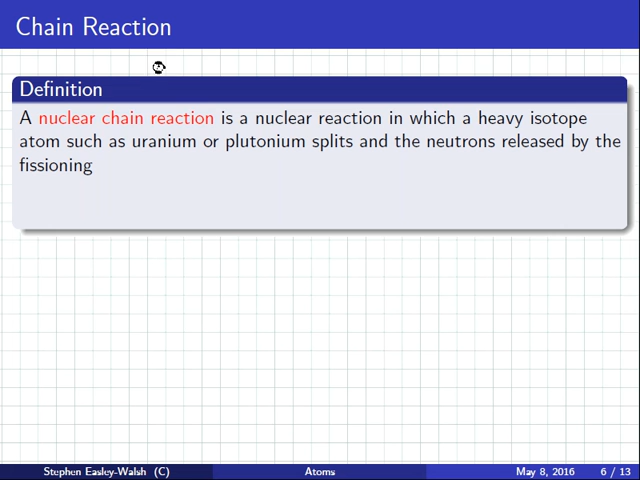 Chain Reaction
Definition
A nuclear chain reaction is a nuclear reaction in which a heavy isotope
atom such as uranium or plutonium splits and the neutrons released by the
fissioning
Stephen Easley-Walsh (C) Atoms May 8, 2016 6 / 13